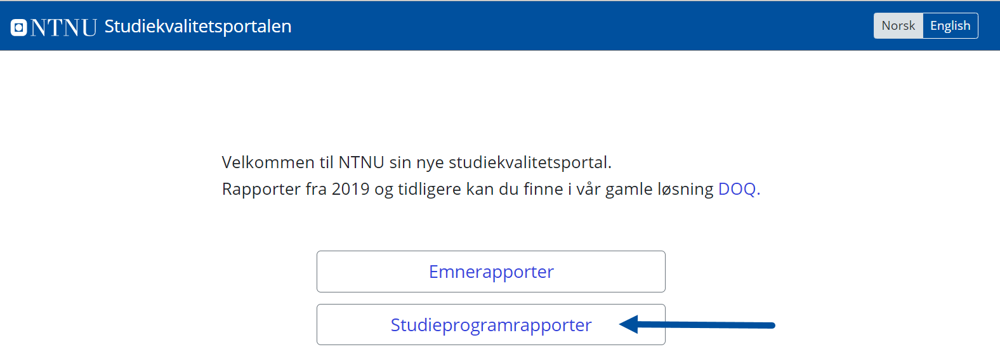 NTNU Studiekvalitetsportalen
Norsk English
Velkommen til NTNU sin nye studiekvalitetsportal.
Rapporter fra 2019 og tidligere kan du finne i vår gamle løsning DOQ.
Emnerapporter
Studieprogramrapporter